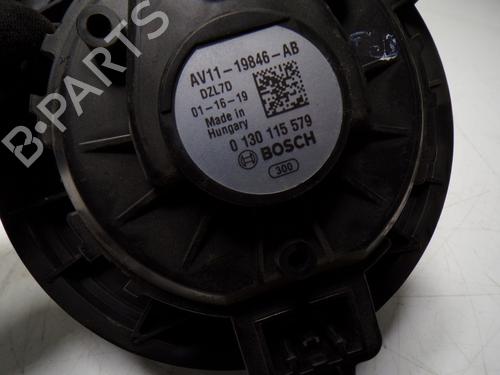 AV11-19846-AB
DZL7D
01-16-19
Made in
Hungary
0 130 115 579
BOSCH
300
B-PARTS